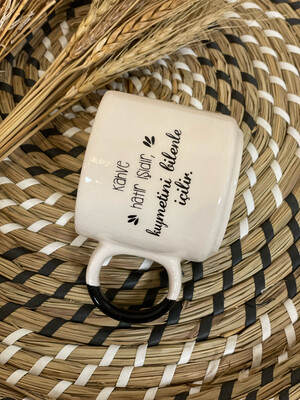 kahve
hatır işidir,
kıymetini bilenle
içilir.